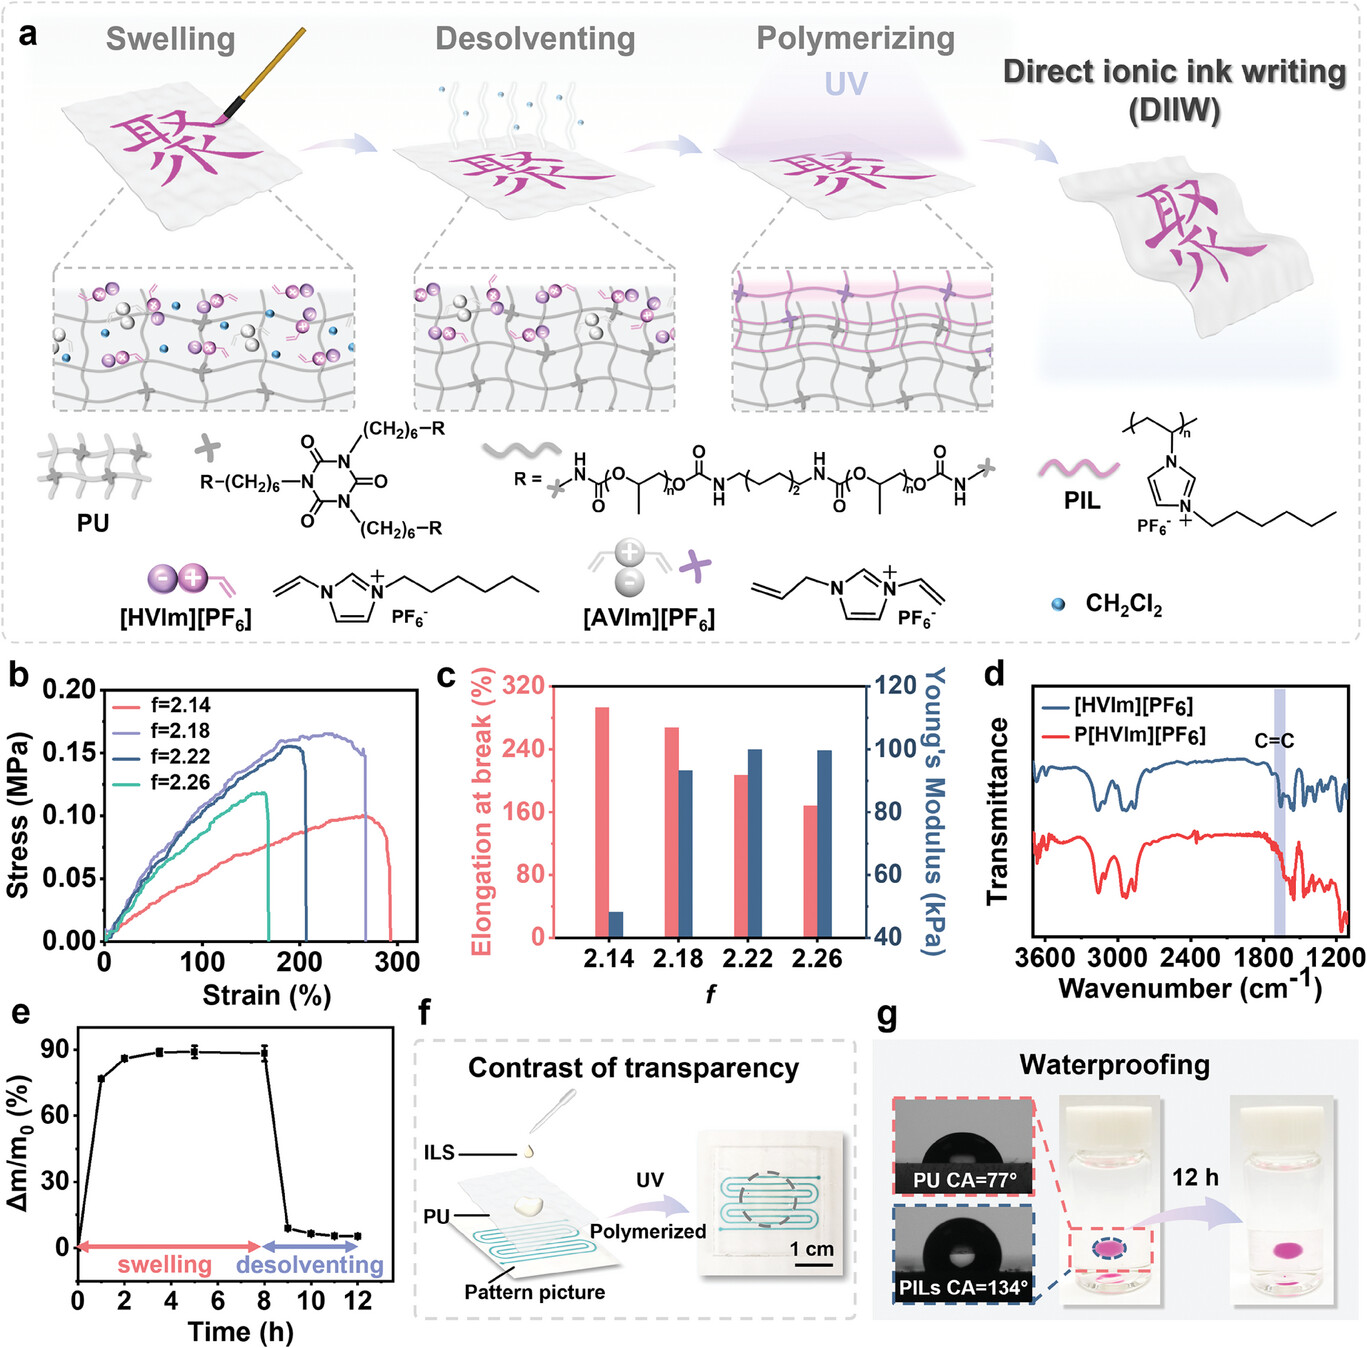 a
Swelling
Desolventing
Polymerizing
UV
Direct ionic ink writing
(DIIW)
聚
聚
聚
聚
PU
(CH₂)₆–R
R–(CH₂)₆
(CH₂)₆–R
O
O
O
N
N
N
R =
H
N
O
O
n
O
O
N
H
2
H
N
O
O
n
O
O
N
H
PIL
n
N
N
+
PF₆⁻
[HVIm][PF₆]
N
N
+
PF₆⁻
[AVIm][PF₆]
N
N
+
PF₆⁻
CH₂Cl₂
b
Stress (MPa)
0.20
0.15
0.10
0.05
0.00
f=2.14
f=2.18
f=2.22
f=2.26
0 100 200 300
Strain (%)
c
Elongation at break (%)
320
240
160
80
0
Young's Modulus (kPa)
120
100
80
60
40
2.14 2.18 2.22 2.26
f
d
Transmittance
[HVIm][PF₆]
P[HVIm][PF₆]
C=C
3600 3000 2400 1800 1200
Wavenumber (cm⁻¹)
e
Δm/m₀ (%)
90
60
30
0
swelling
desolventing
0 2 4 6 8 10 12
Time (h)
f
Contrast of transparency
ILS
PU
Pattern picture
UV
Polymerized
1 cm
g
Waterproofing
PU CA=77°
PILs CA=134°
12 h